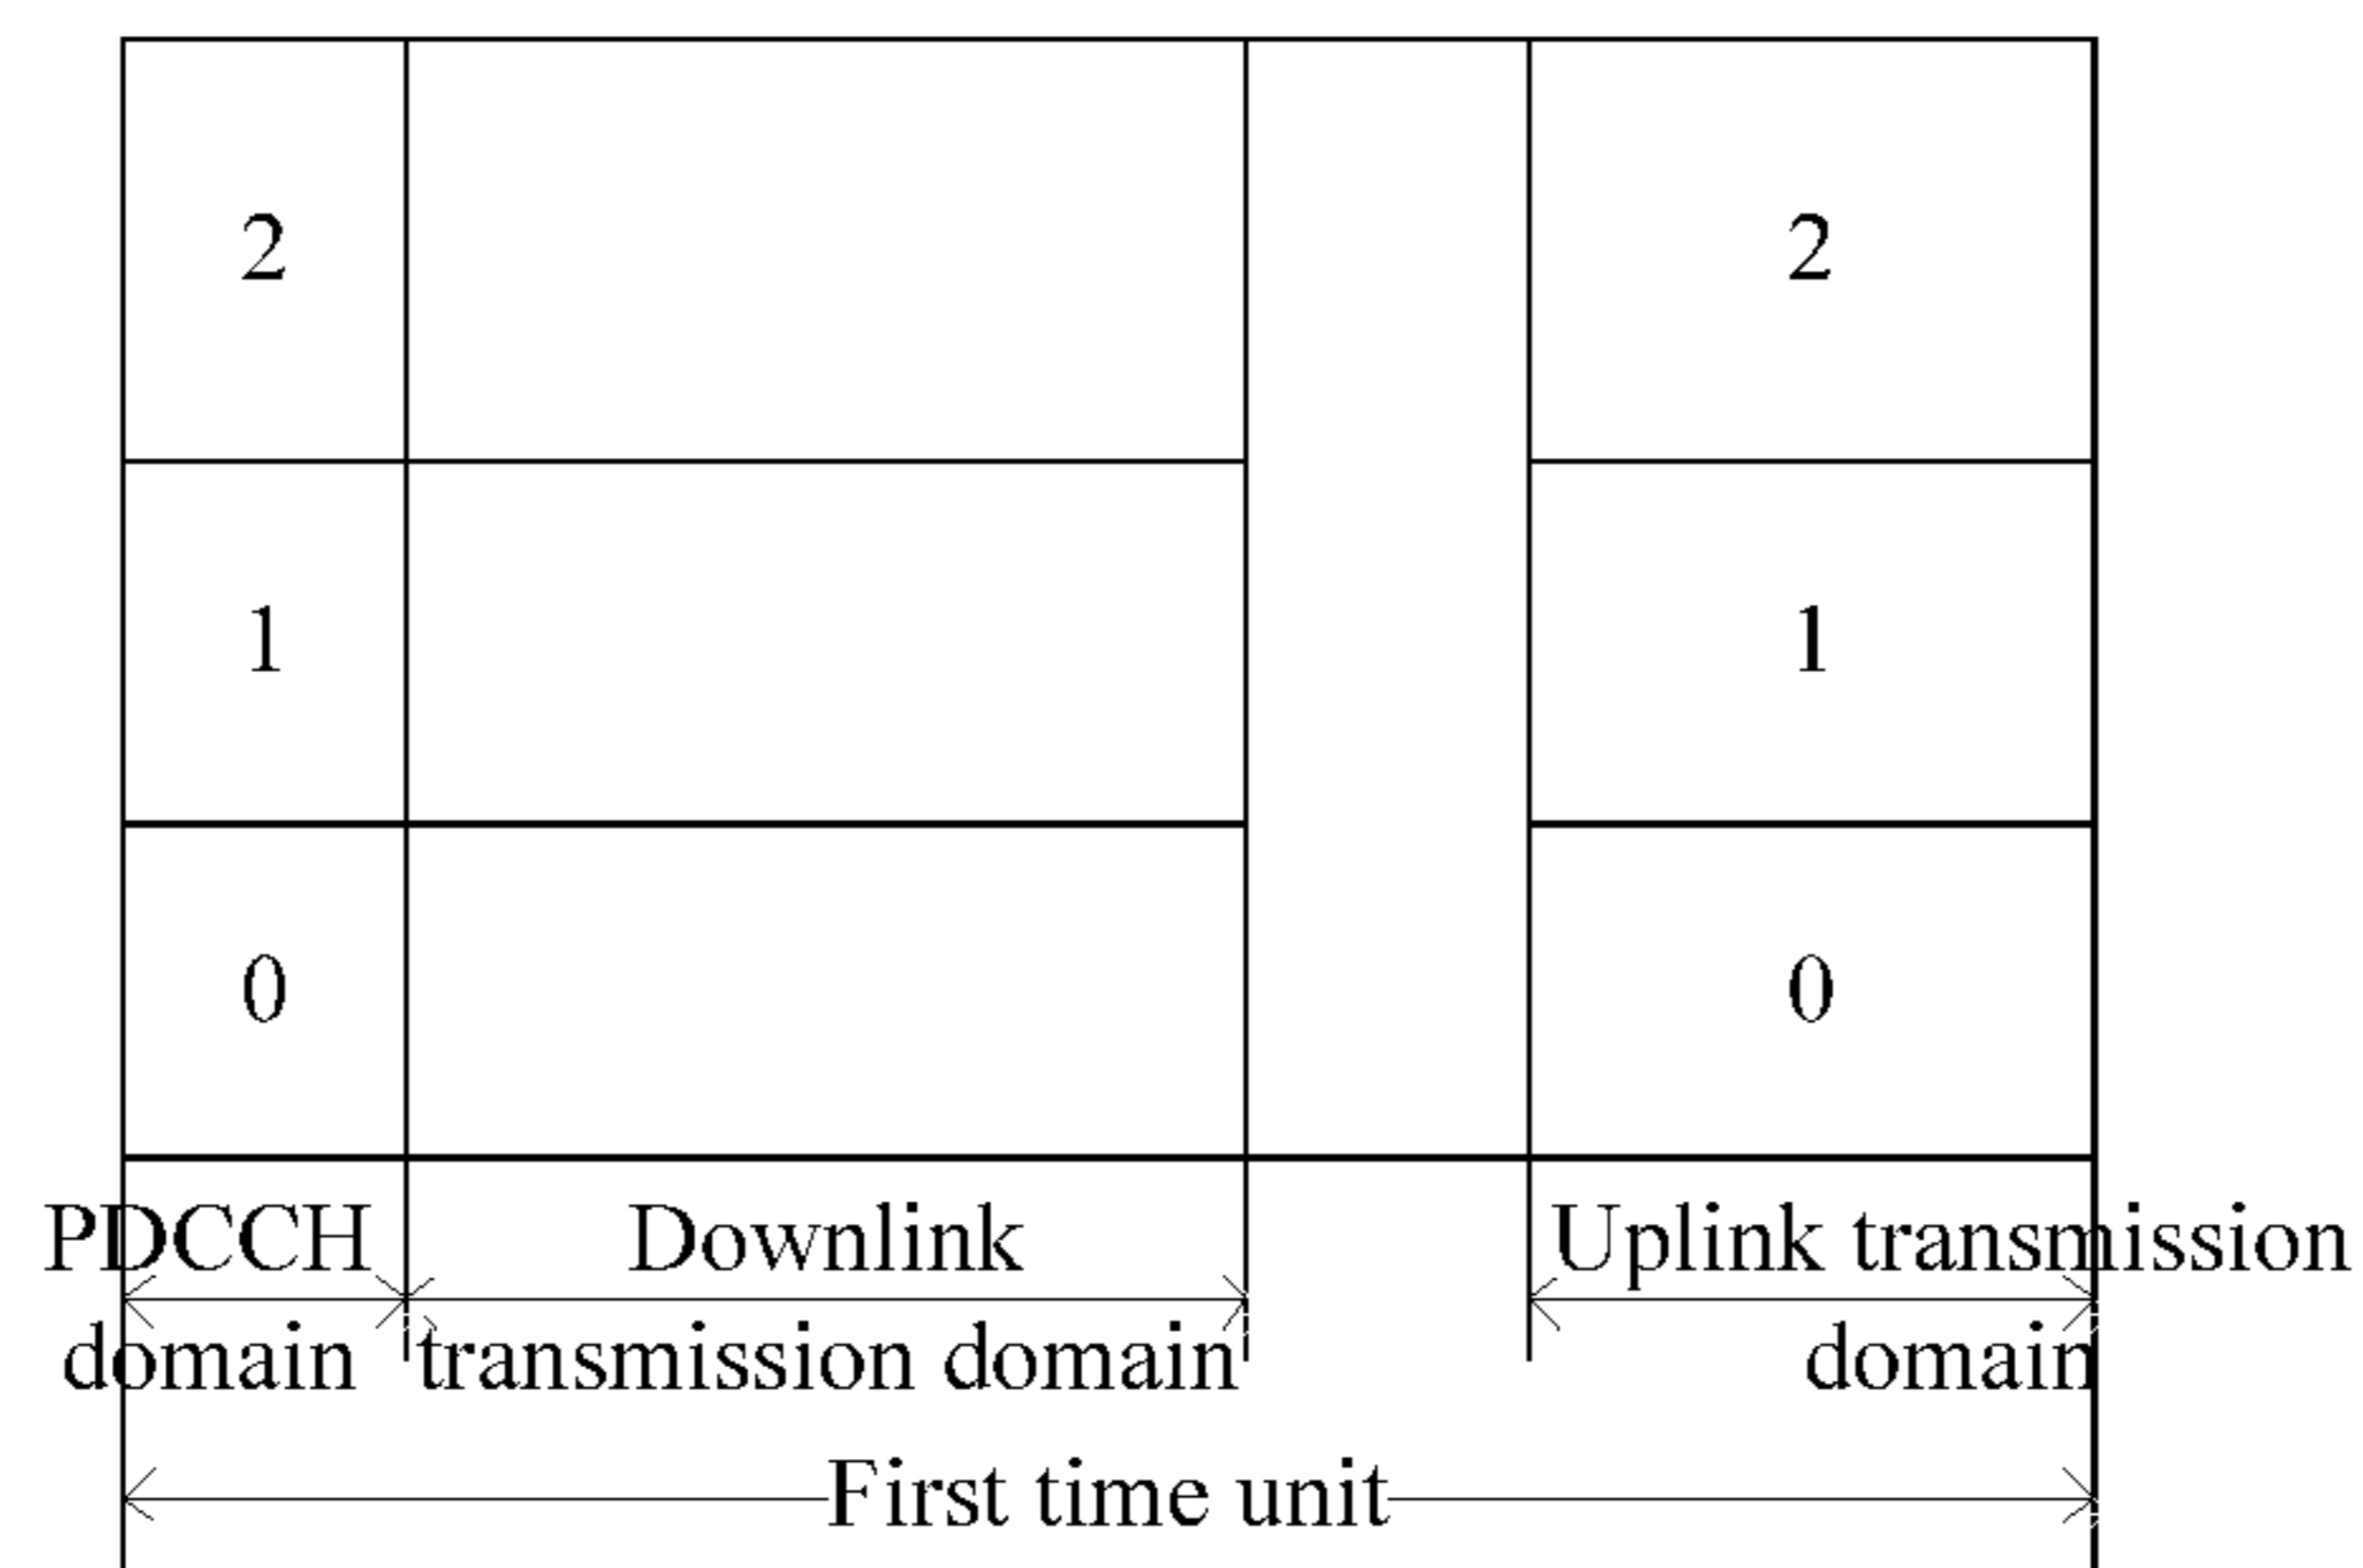 2
2
1
1
0
0
PDCCH domain
Downlink transmission domain
Uplink transmission domain
First time unit